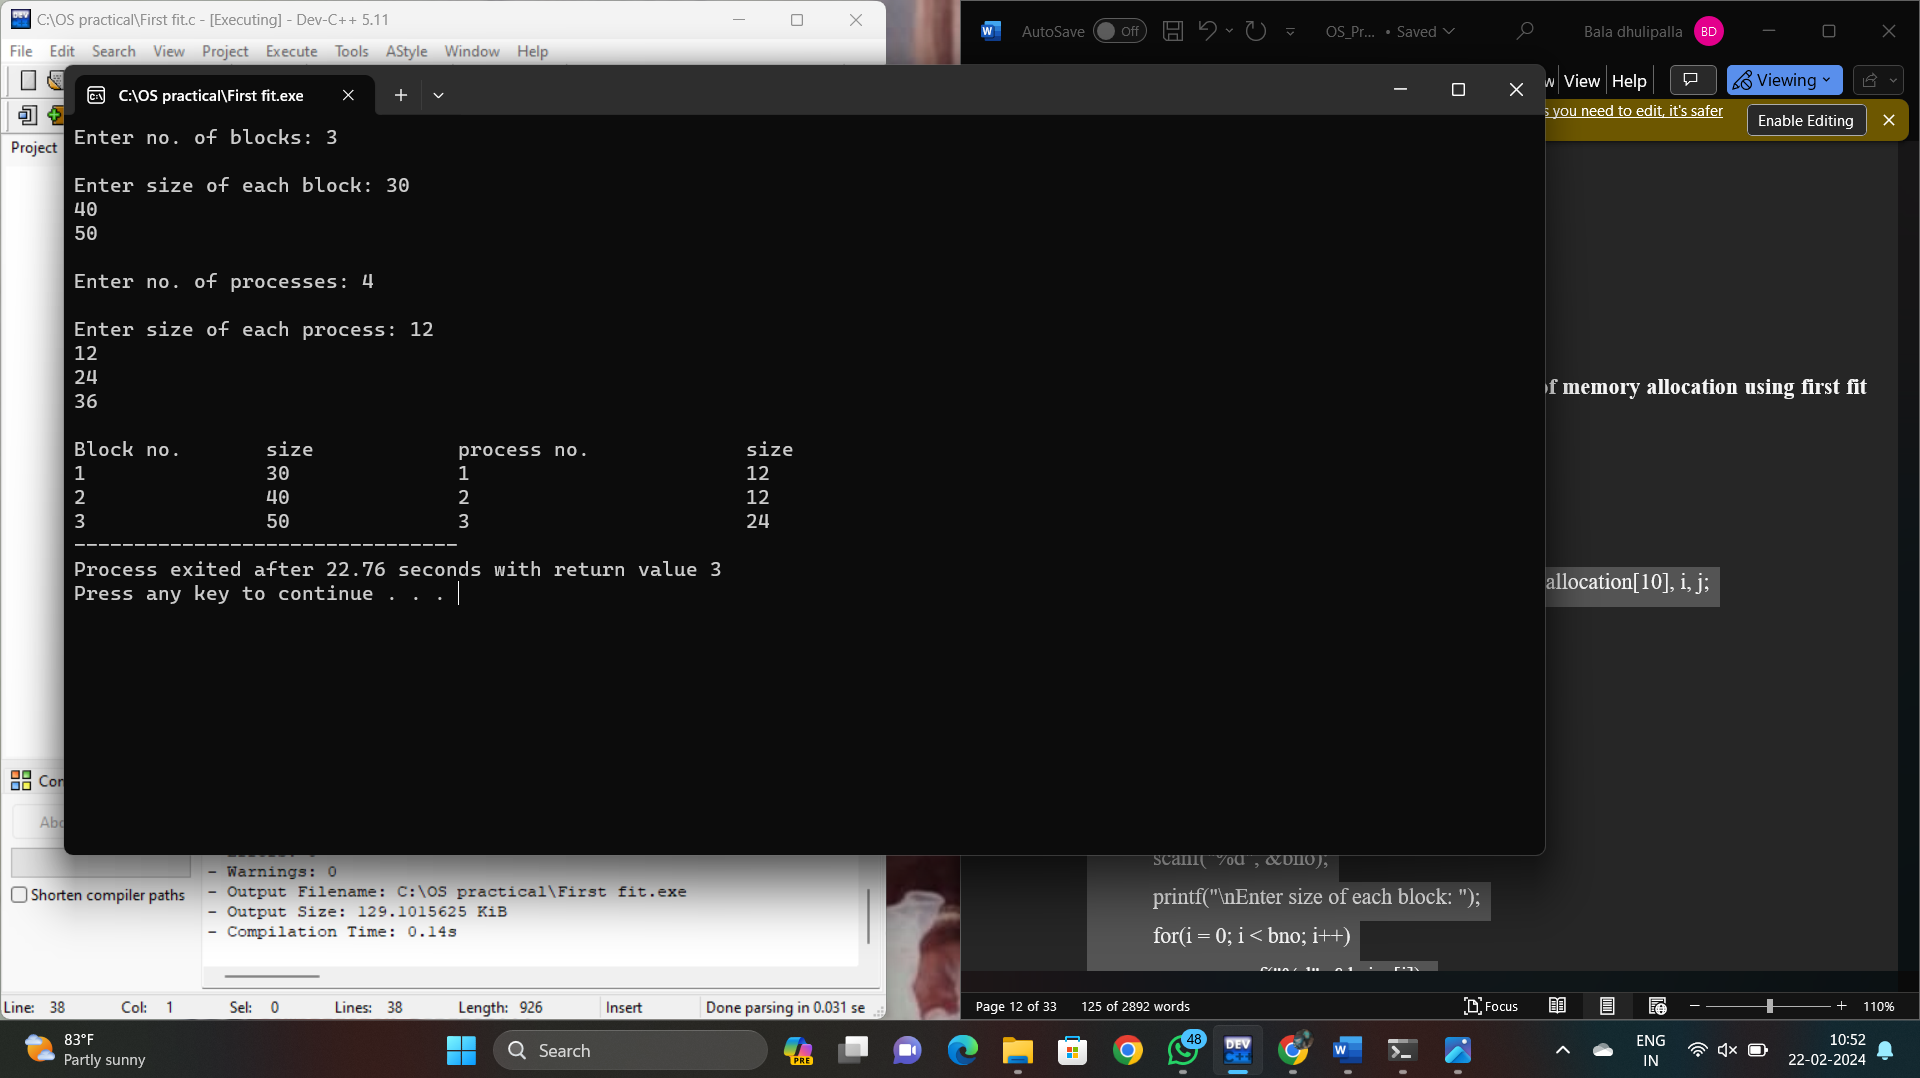 C:\OS practical\First fit.c - [Executing] - Dev-C++ 5.11
File Edit Search View Project Execute Tools AStyle Window Help
Project
AutoSave Off OS_Pr... • Saved Bala dhulipalla BD
View Help Viewing
s you need to edit, it's safer Enable Editing
C:\OS practical\First fit.exe
Enter no. of blocks: 3
Enter size of each block: 30
40
50
Enter no. of processes: 4
Enter size of each process: 12
12
24
36
Block no. size process no. size
1 30 1 12
2 40 2 12
3 50 3 24
--------------------------------
Process exited after 22.76 seconds with return value 3
Press any key to continue . . .
of memory allocation using first fit
allocation[10], i, j;
scanf("%d", &bno);
printf("\nEnter size of each block: ");
for(i = 0; i < bno; i++)
Shorten compiler paths
- Warnings: 0
- Output Filename: C:\OS practical\First fit.exe
- Output Size: 129.1015625 KiB
- Compilation Time: 0.14s
Line: 38 Col: 1 Sel: 0 Lines: 38 Length: 926 Insert Done parsing in 0.031 se
Page 12 of 33 125 of 2892 words Focus 110%
83°F
Partly sunny
Search
PRE
48
DEV
C++
ENG
IN
10:52
22-02-2024